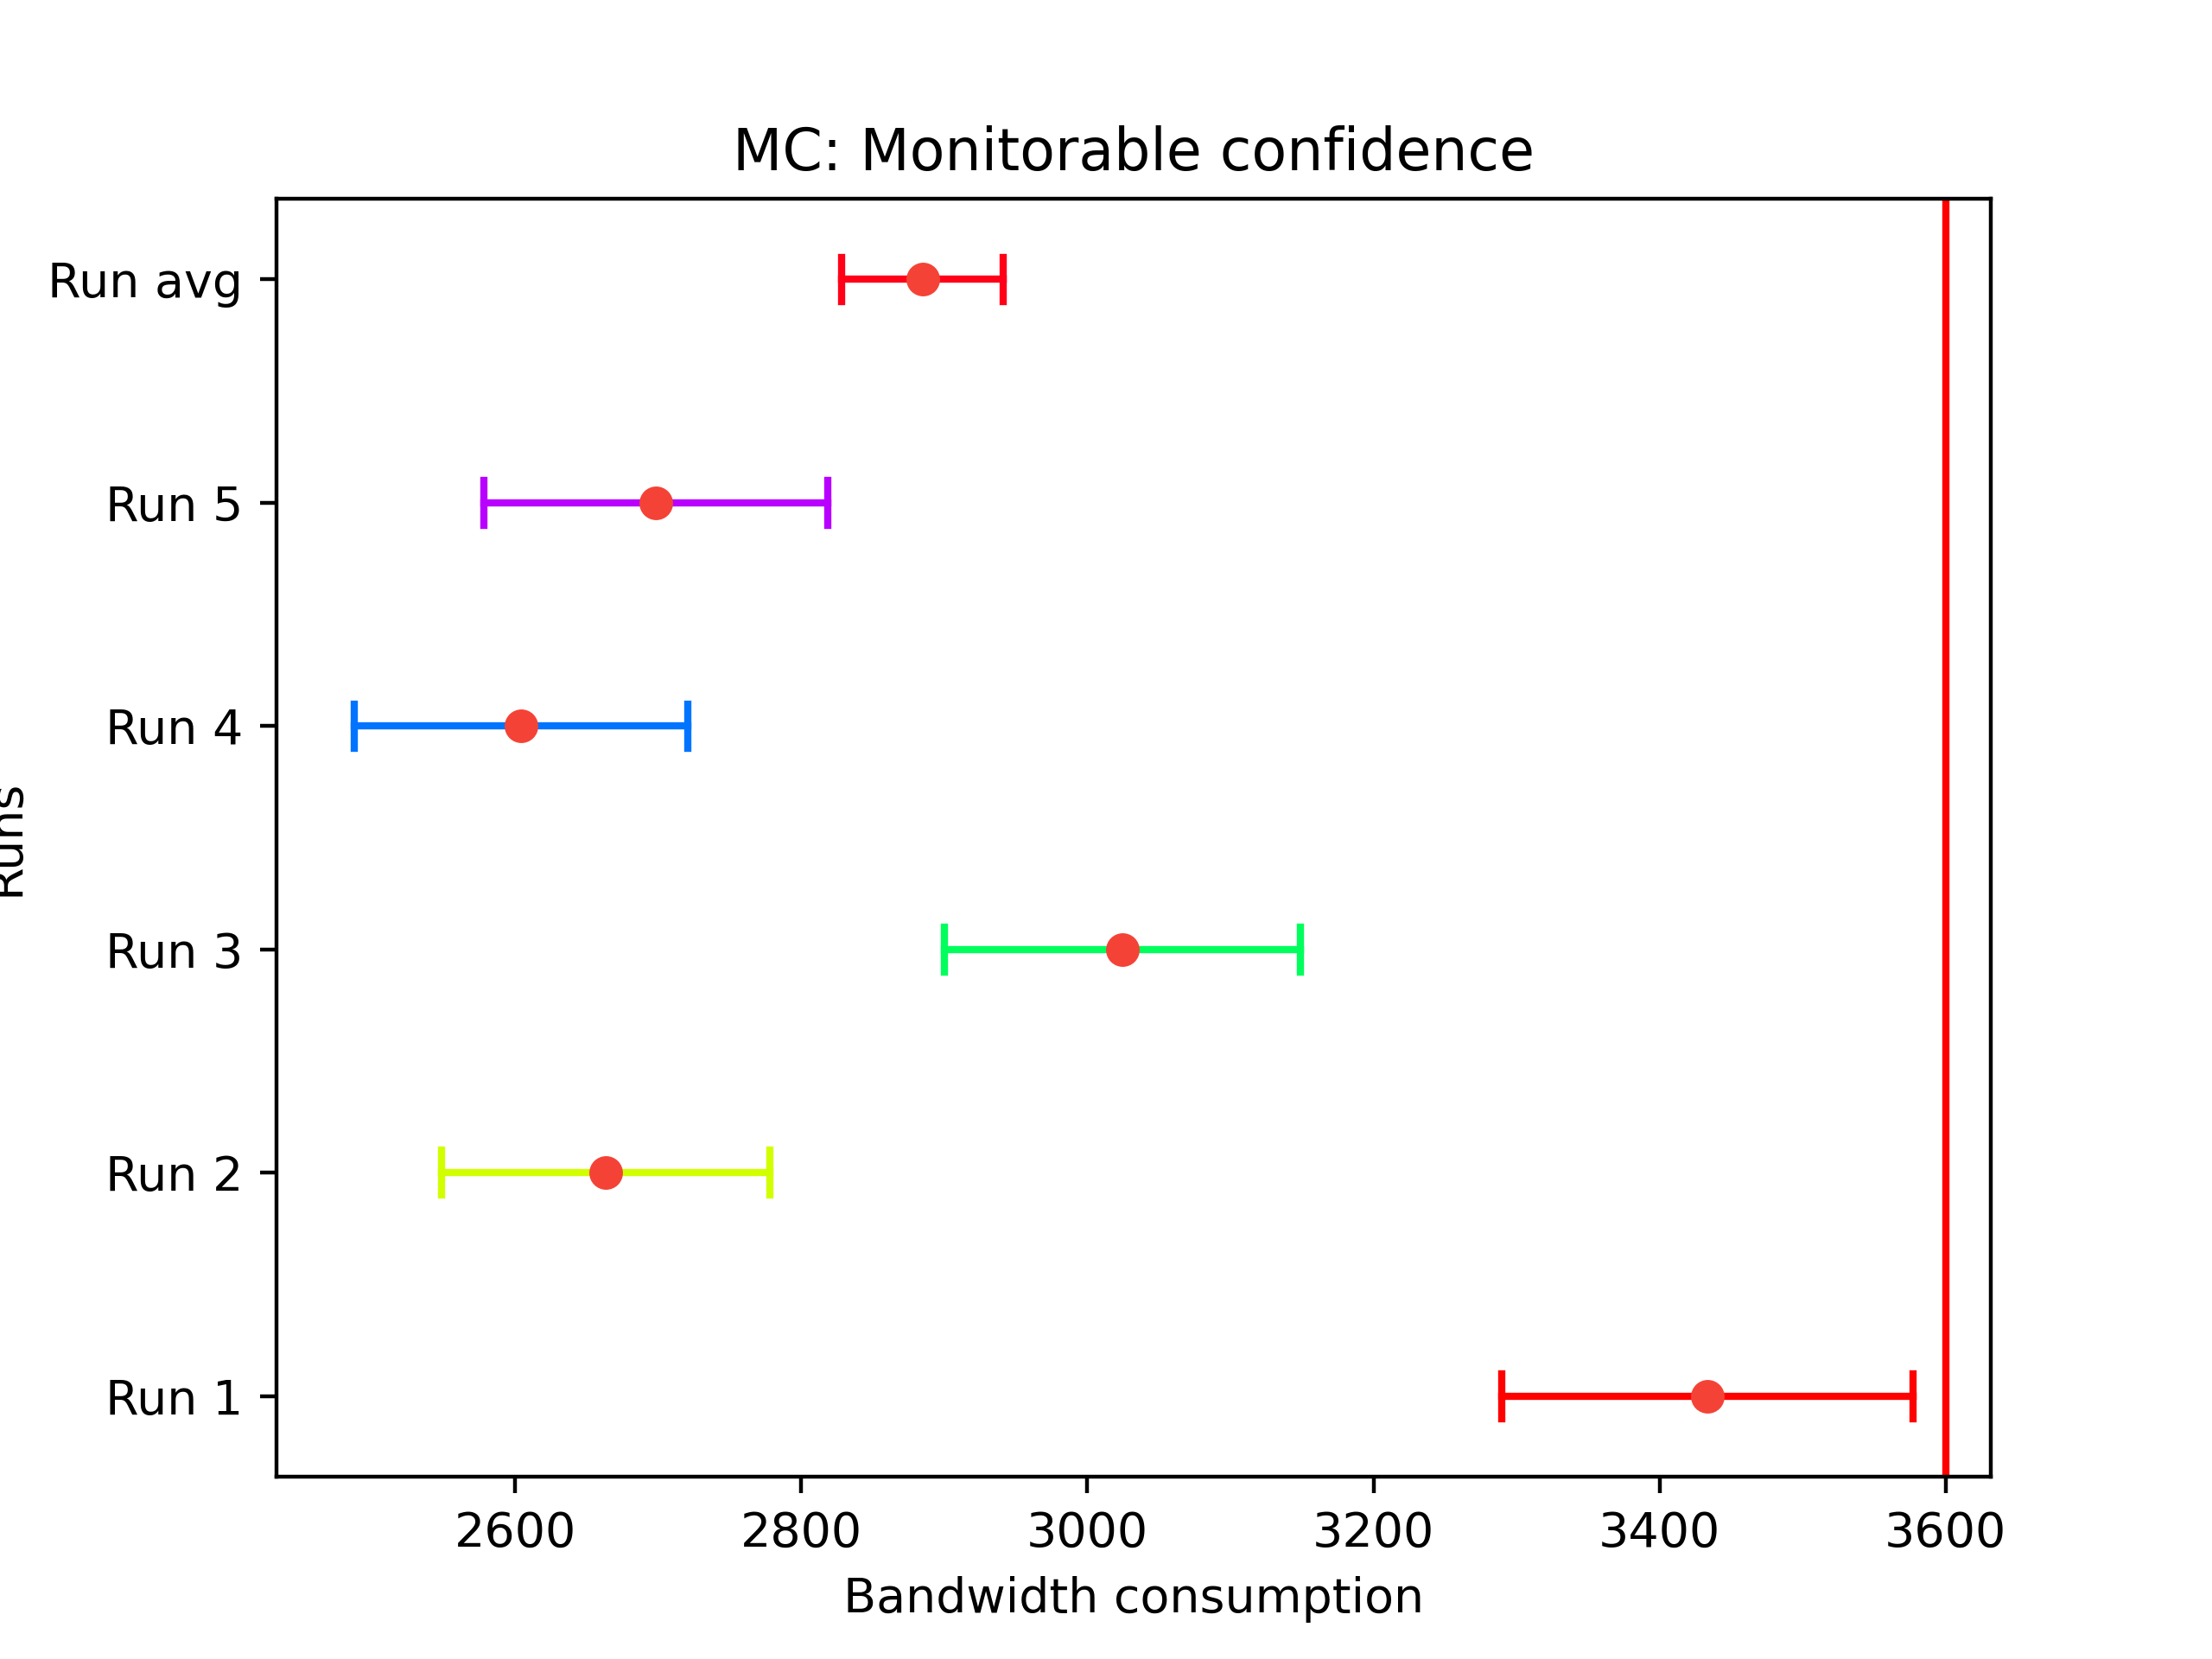 MC: Monitorable confidence
Run avg
Run 5
Run 4
Run 3
Run 2
Run 1
Runs
2600 2800 3000 3200 3400 3600
Bandwidth consumption